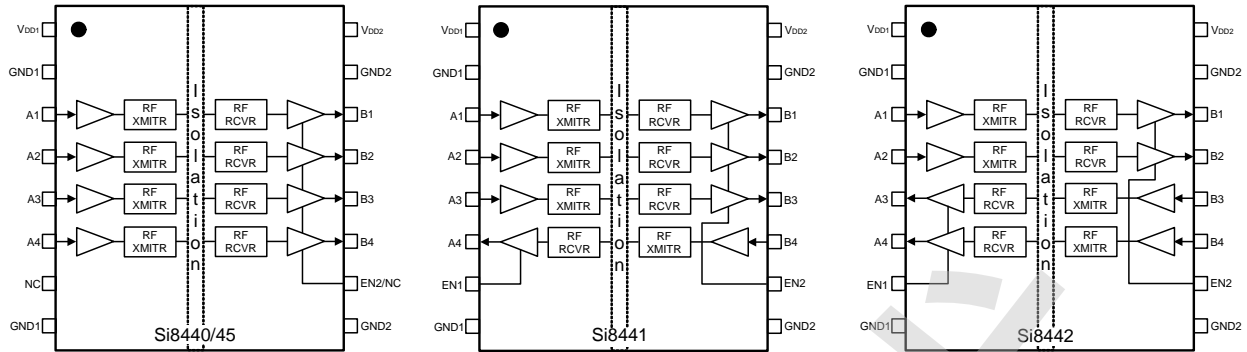 VDD1
VDD2
GND1
GND2
A1
RF XMITR
RF RCVR
B1
A2
RF XMITR
RF RCVR
B2
A3
RF XMITR
RF RCVR
B3
A4
RF XMITR
RF RCVR
B4
Isolation
NC
EN2/NC
GND1
GND2
Si8440/45
VDD1
VDD2
GND1
GND2
A1
RF XMITR
RF RCVR
B1
A2
RF XMITR
RF RCVR
B2
A3
RF XMITR
RF RCVR
B3
A4
RF RCVR
RF XMITR
B4
Isolation
EN1
EN2
GND1
GND2
Si8441
VDD1
VDD2
GND1
GND2
A1
RF XMITR
RF RCVR
B1
A2
RF XMITR
RF RCVR
B2
A3
RF RCVR
RF XMITR
B3
A4
RF RCVR
RF XMITR
B4
Isolation
EN1
EN2
GND1
GND2
Si8442